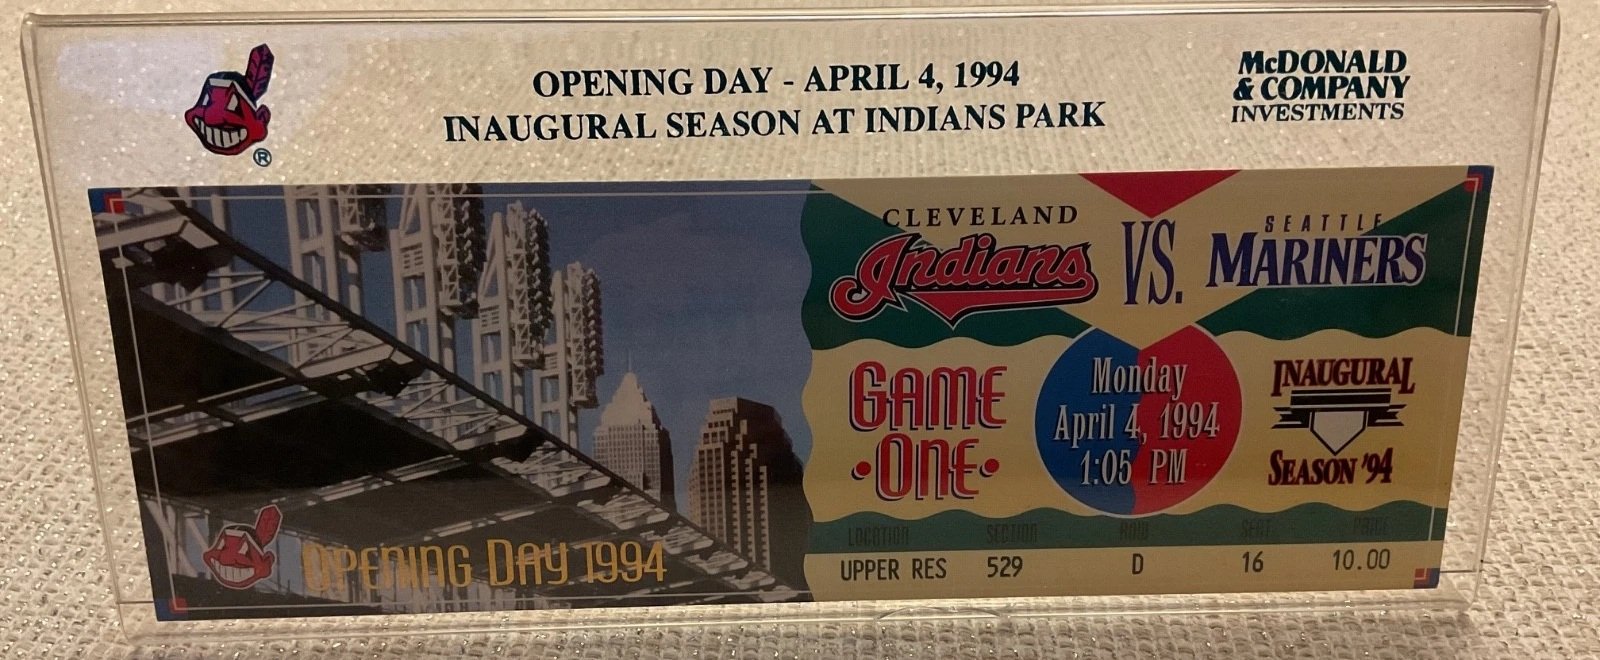 OPENING DAY - APRIL 4, 1994
INAUGURAL SEASON AT INDIANS PARK
McDONALD
& COMPANY
INVESTMENTS
®
CLEVELAND
Indians
VS.
SEATTLE
MARINERS
GAME
•ONE•
Monday
April 4, 1994
1:05 PM
INAUGURAL
SEASON '94
OPENING DAY 1994
LOCATION SECTION ROW SEAT PRICE
UPPER RES 529 D 16 10.00